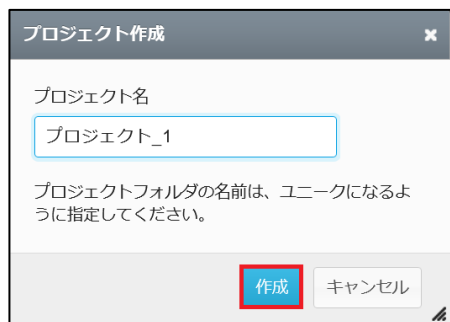 プロジェクト作成
プロジェクト名
プロジェクト_1
プロジェクトフォルダの名前は、ユニークになるよ
うに指定してください。
作成 キャンセル